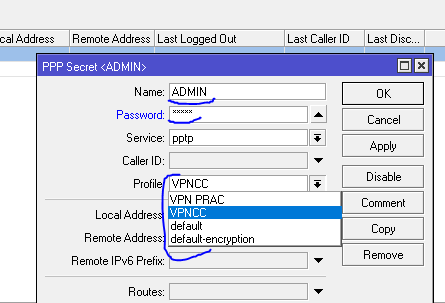 cal Address Remote Address Last Logged Out Last Caller ID Last Disc...
PPP Secret <ADMIN>
Name: ADMIN
OK
Password: *****
Cancel
Service: pptp
Apply
Caller ID:
Profile: VPNCC
Disable
VPN PRAC
VPNCC
default
default-encryption
Comment
Local Address:
Copy
Remote Address:
Remove
Remote IPv6 Prefix:
Routes: